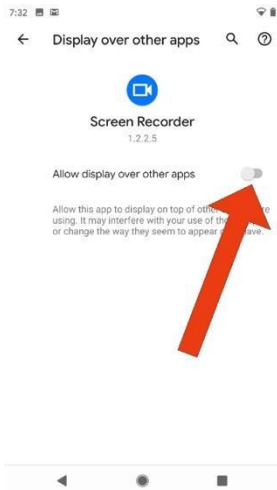 7:32
Display over other apps
Screen Recorder
1.2.2.5
Allow display over other apps
Allow this app to display on top of other
using. It may interfere with your use of
or change the way they seem to appear